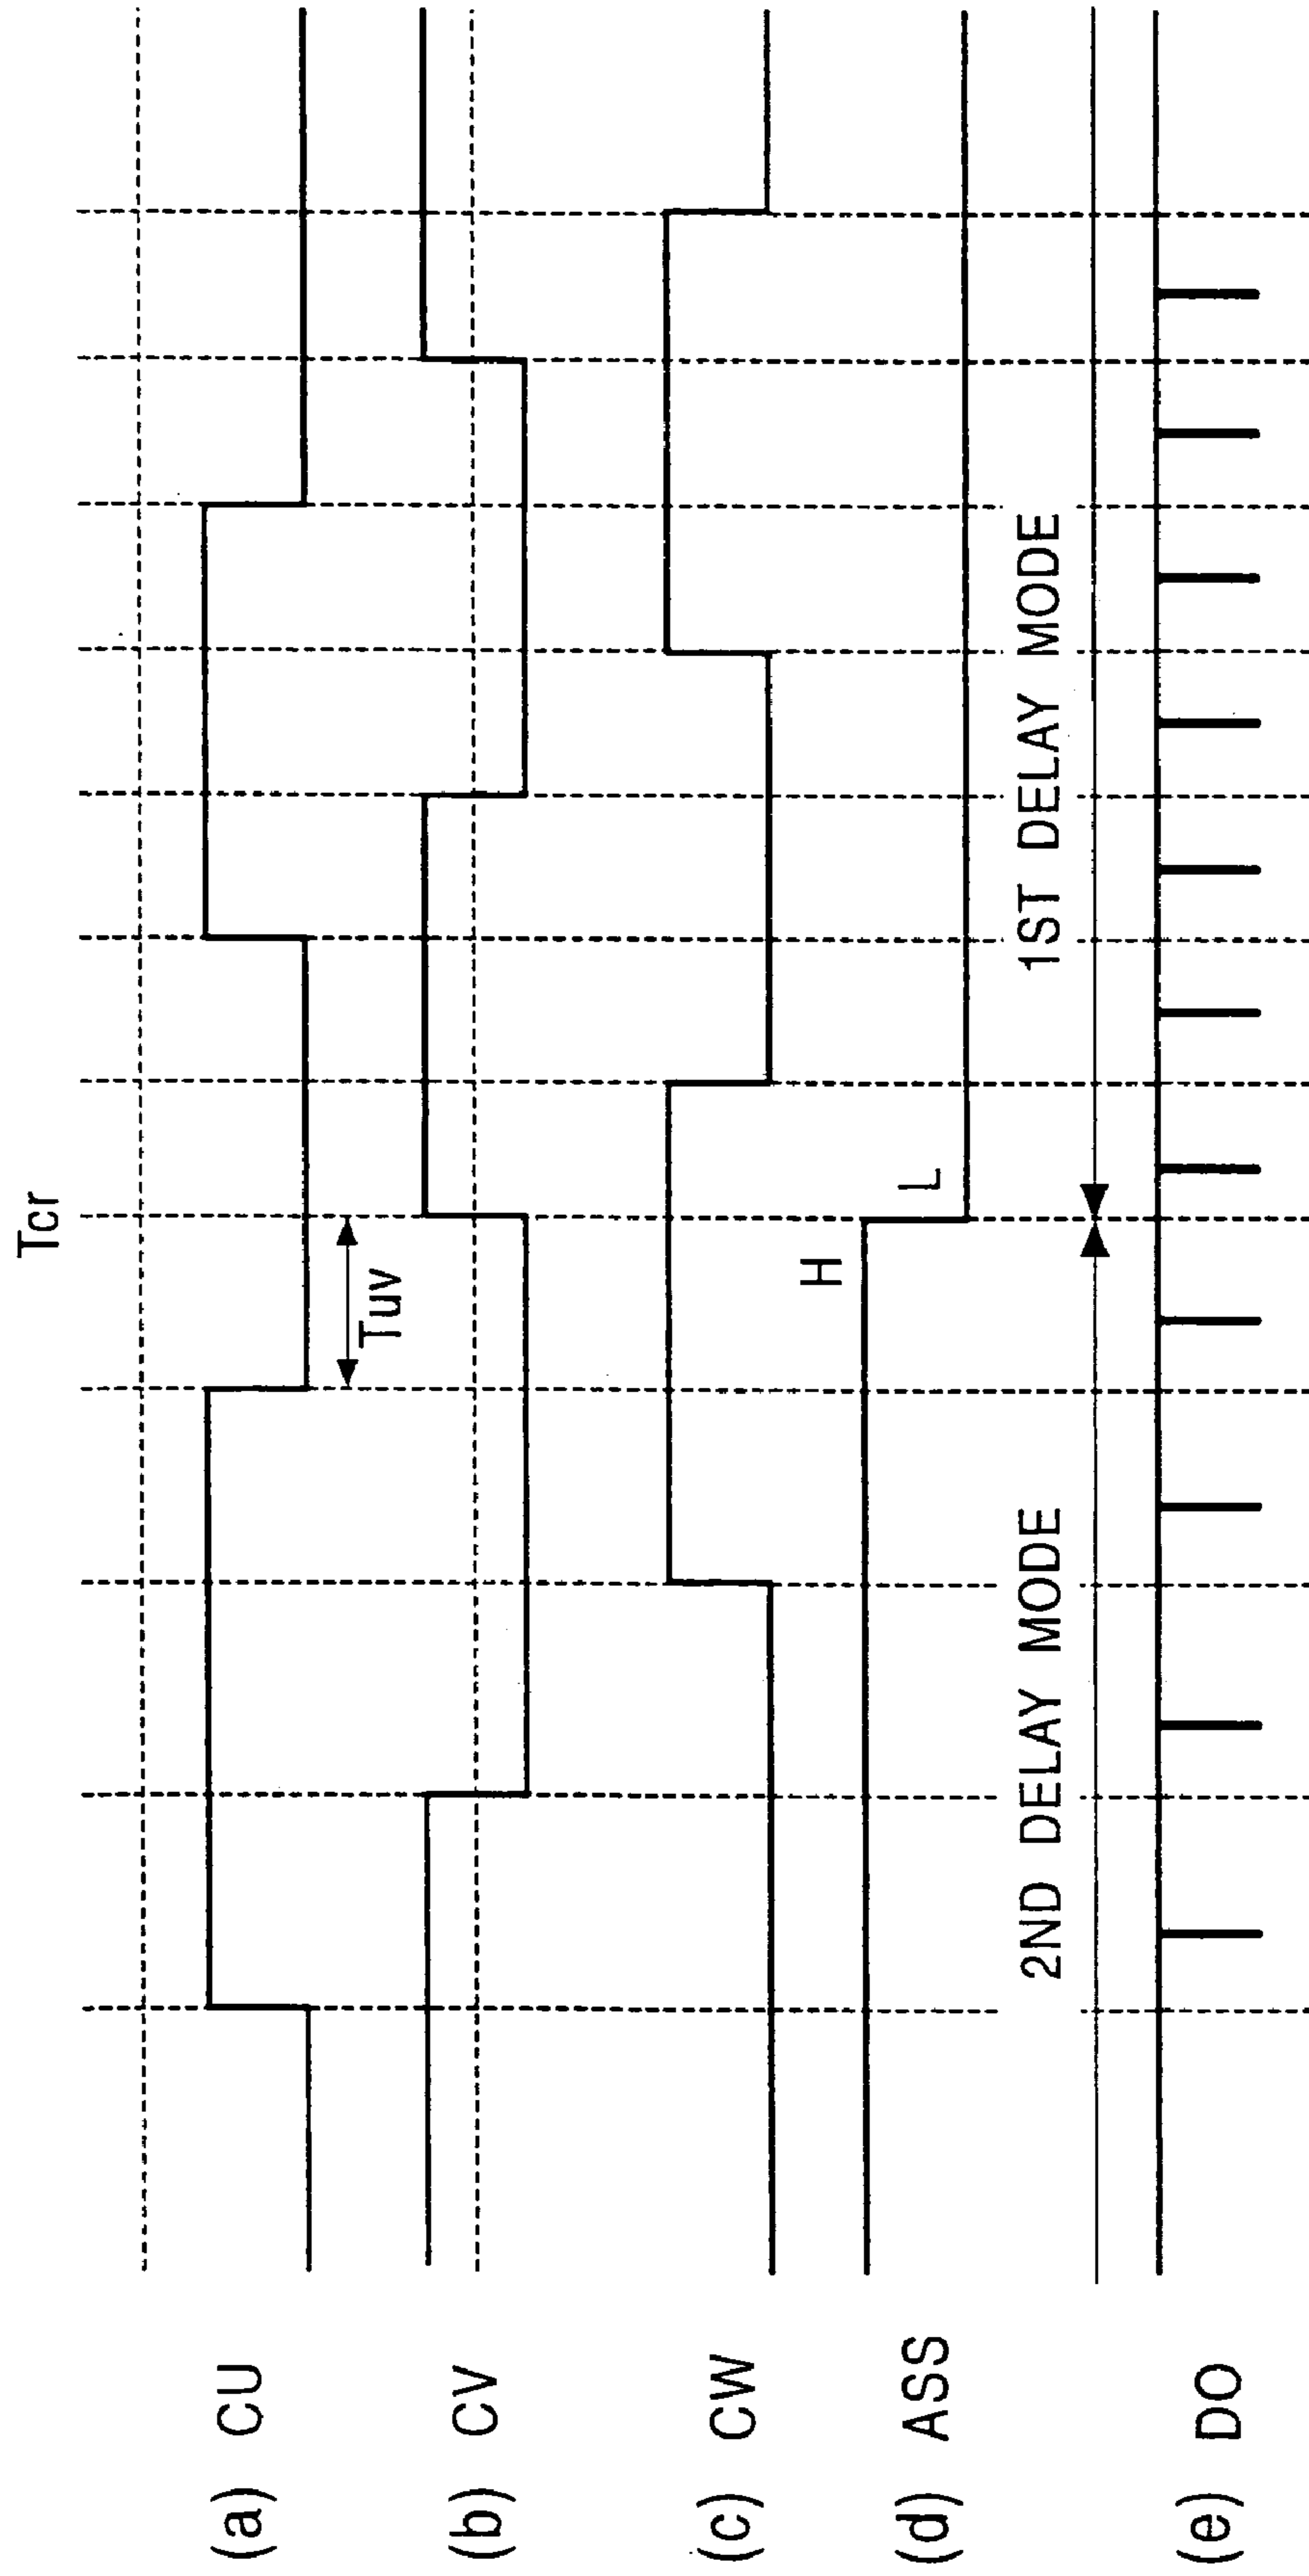 Tcr
(a) CU
Tuv
(b) CV
(c) CW
H
L
(d) ASS
2ND DELAY MODE
1ST DELAY MODE
(e) DO